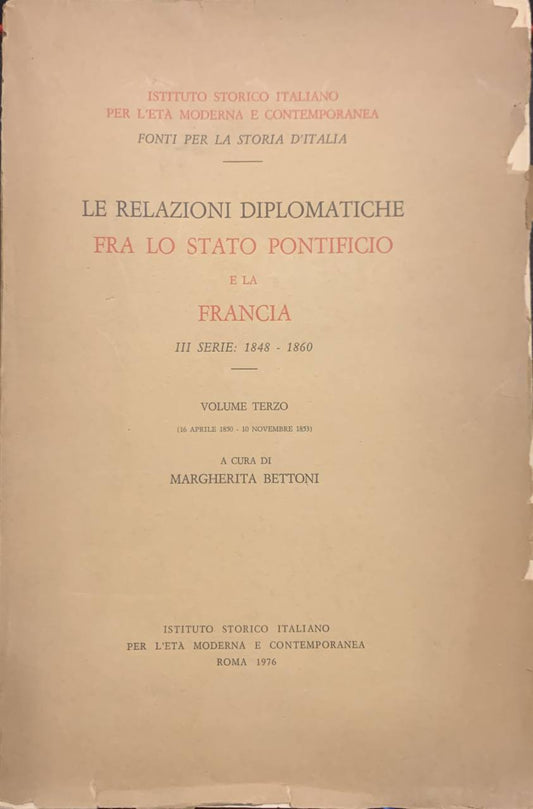 ISTITUTO STORICO ITALIANO
PER L'ETÀ MODERNA E CONTEMPORANEA
FONTI PER LA STORIA D'ITALIA
LE RELAZIONI DIPLOMATICHE
FRA LO STATO PONTIFICIO
E LA
FRANCIA
III SERIE: 1848 - 1860
VOLUME TERZO
(16 APRILE 1850 - 10 NOVEMBRE 1853)
A CURA DI
MARGHERITA BETTONI
ISTITUTO STORICO ITALIANO
PER L'ETÀ MODERNA E CONTEMPORANEA
ROMA 1976